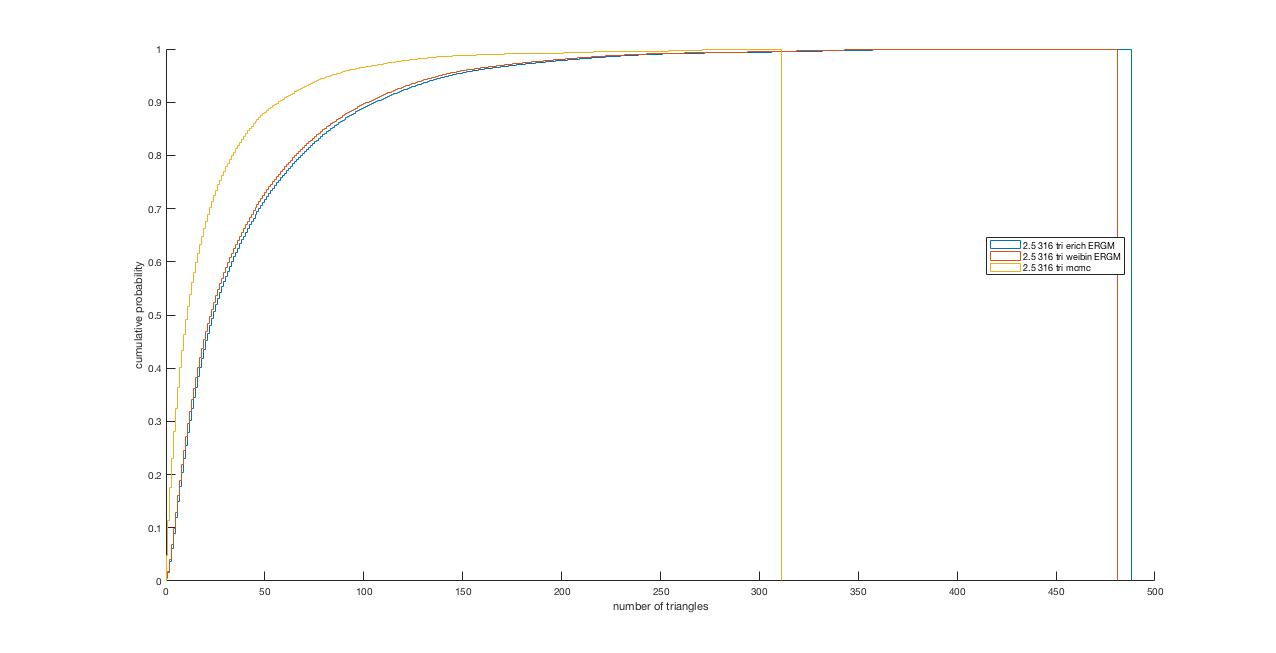 1
0.9
0.8
0.7
0.6
0.5
0.4
0.3
0.2
0.1
0
cumulative probability
2.5 316 tri erich ERGM
2.5 316 tri weibin ERGM
2.5 316 tri mcmc
0 50 100 150 200 250 300 350 400 450 500
number of triangles